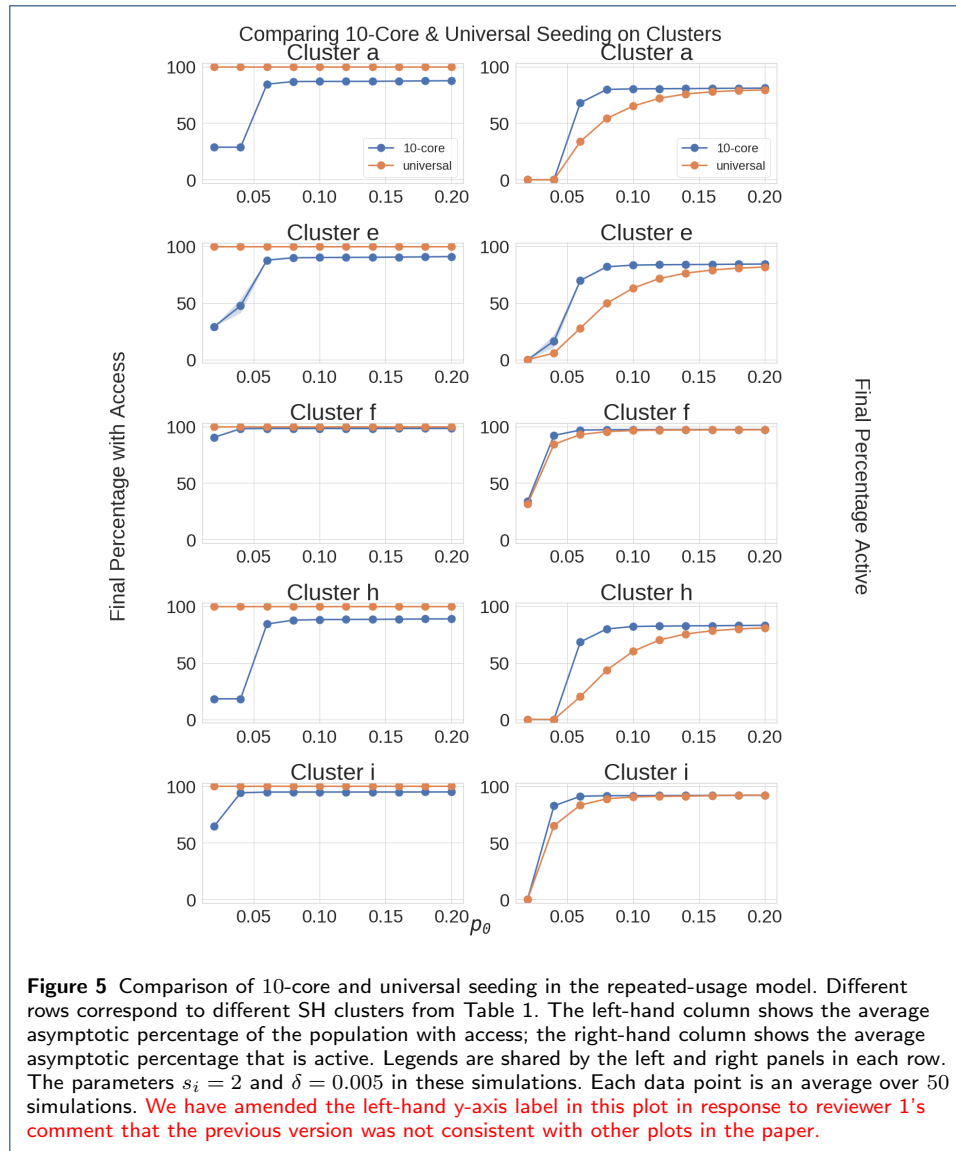 Comparing 10-Core & Universal Seeding on Clusters
Cluster a
100
50
0
0.05 0.10 0.15 0.20
10-core
universal
Cluster a
100
50
0
0.05 0.10 0.15 0.20
10-core
universal
Cluster e
100
50
0
0.05 0.10 0.15 0.20
Cluster e
100
50
0
0.05 0.10 0.15 0.20
Cluster f
100
50
0
0.05 0.10 0.15 0.20
Cluster f
100
50
0
0.05 0.10 0.15 0.20
Cluster h
100
50
0
0.05 0.10 0.15 0.20
Cluster h
100
50
0
0.05 0.10 0.15 0.20
Cluster i
100
50
0
0.05 0.10 0.15 0.20
Cluster i
100
50
0
0.05 0.10 0.15 0.20
Final Percentage with Access
Final Percentage Active
p0
Figure 5 Comparison of 10-core and universal seeding in the repeated-usage model. Different
rows correspond to different SH clusters from Table 1. The left-hand column shows the average
asymptotic percentage of the population with access; the right-hand column shows the average
asymptotic percentage that is active. Legends are shared by the left and right panels in each row.
The parameters si = 2 and δ = 0.005 in these simulations. Each data point is an average over 50
simulations. We have amended the left-hand y-axis label in this plot in response to reviewer 1's
comment that the previous version was not consistent with other plots in the paper.